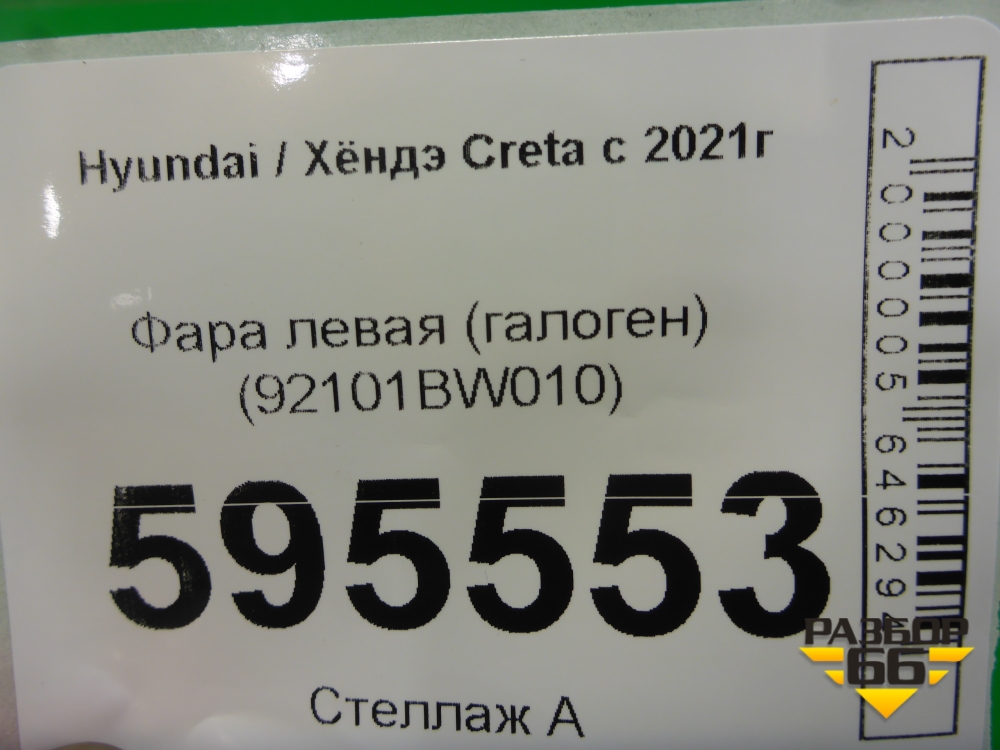 Hyundai / Хёндэ Creta с 2021г
Фара левая (галоген)
(92101BW010)
595553
Стеллаж А
2000005646294
РАЗБОР
66